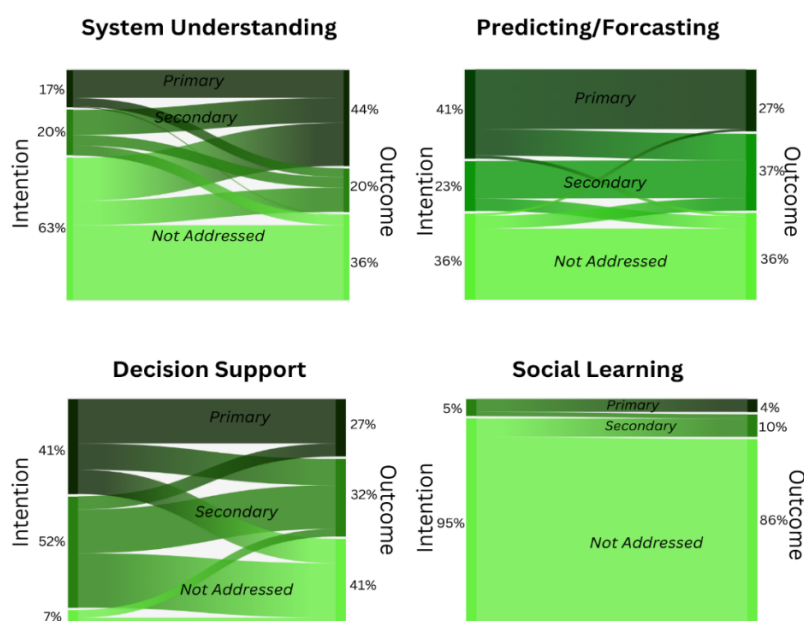 System Understanding
17%
20%
63%
Intention
Primary
Secondary
Not Addressed
44%
20%
36%
Outcome
Predicting/Forcasting
41%
23%
36%
Intention
Primary
Secondary
Not Addressed
27%
37%
36%
Outcome
Decision Support
41%
52%
7%
Intention
Primary
Secondary
Not Addressed
27%
32%
41%
Outcome
Social Learning
5%
95%
Intention
Primary
Secondary
Not Addressed
4%
10%
86%
Outcome